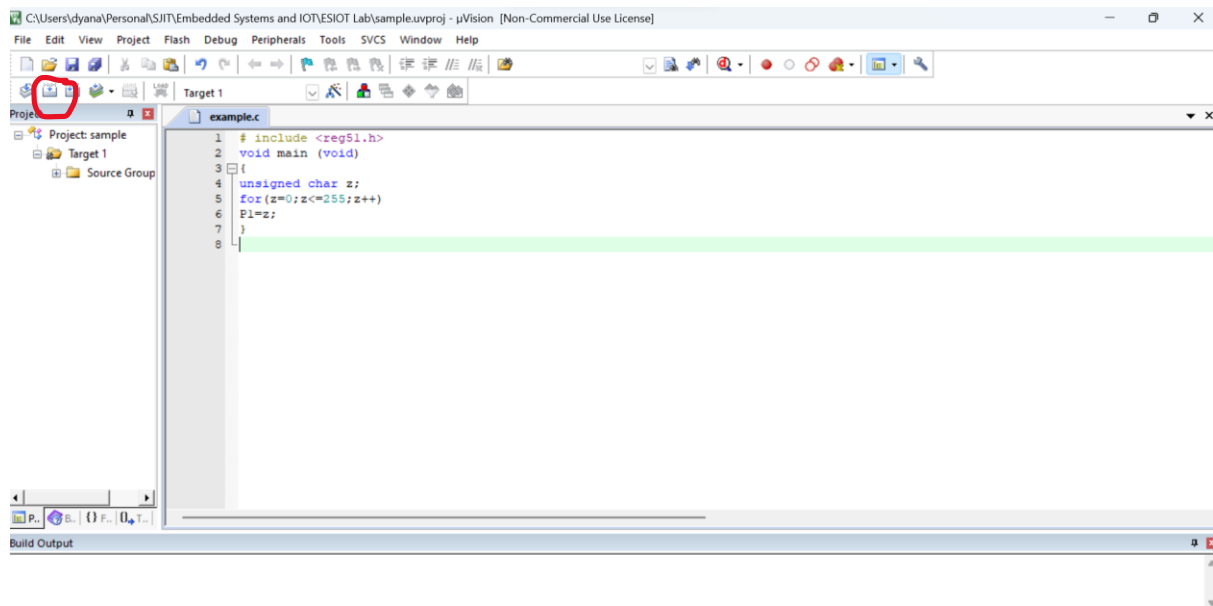 C:\Users\dyana\Personal\SJIT\Embedded Systems and IOT\ESIOT Lab\sample.uvproj - µVision [Non-Commercial Use License]
File Edit View Project Flash Debug Peripherals Tools SVCS Window Help
LOAD Target 1
Project
example.c
Project: sample
Target 1
Source Group
1 # include <reg51.h>
2 void main (void)
3 {
4 unsigned char z;
5 for(z=0;z<=255;z++)
6 P1=z;
7 }
8
P.. B.. {} F.. 0 T..
Build Output